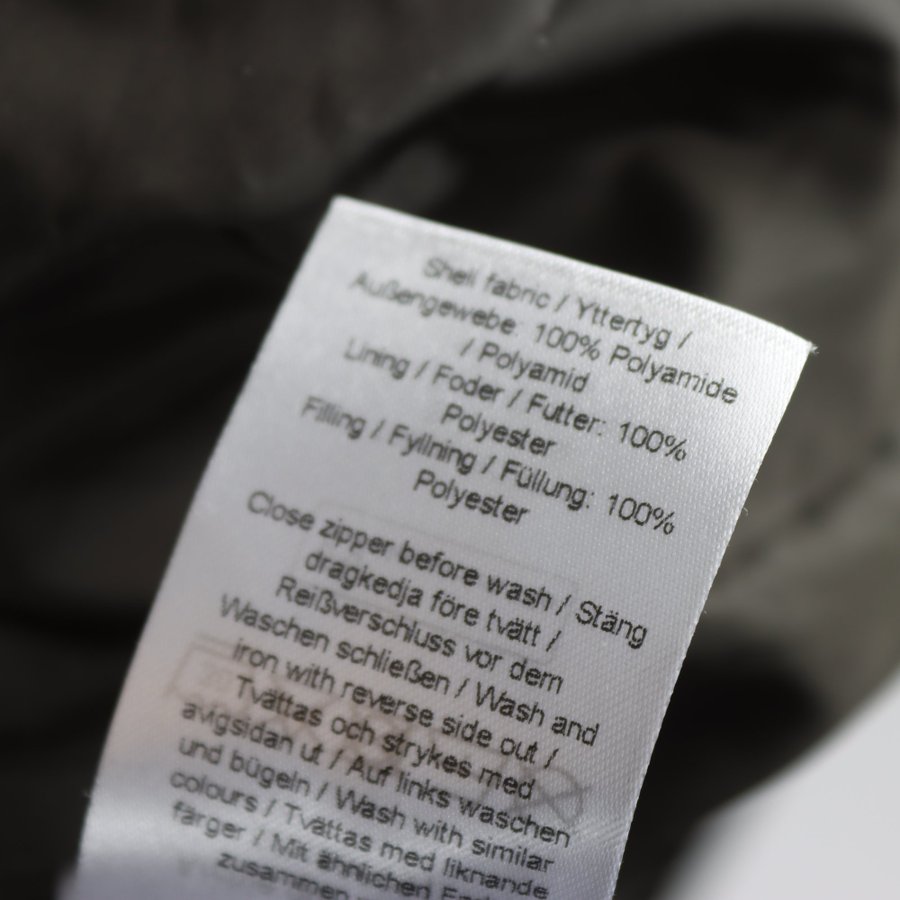 Shell fabric / Yttertyg /
Außengewebe 100% Polyamide
/ Polyamid
Lining / Foder / Futter: 100%
Polyester
Filling / Fyllning / Füllung: 100%
Polyester
Close zipper before wash / Stäng
dragkedja före tvätt /
Reißverschluss vor dem
Waschen schließen / Wash and
iron with reverse side out /
Tvättas och strykes med
avigsidan ut / Auf links waschen
und bügeln / Wash with similar
colours / Tvättas med liknande
färger / Mit ähnlichen
zusammen